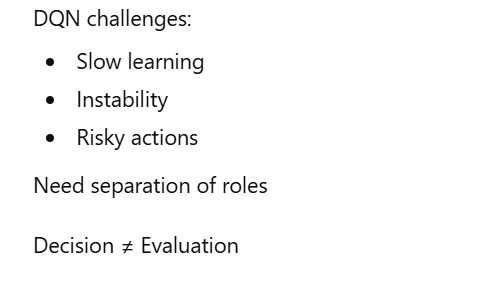 DQN challenges:
• Slow learning
• Instability
• Risky actions
Need separation of roles
Decision ≠ Evaluation